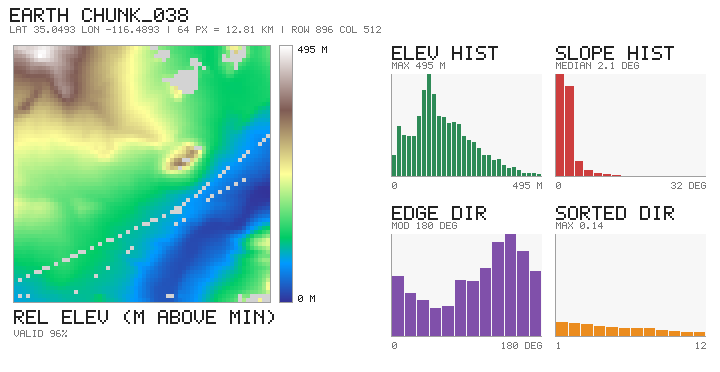 EARTH CHUNK_038
LAT 35.0493 LON -116.4893 | 64 PX = 12.81 KM | ROW 896 COL 512
495 M
0 M
REL ELEV (M ABOVE MIN)
VALID 96%
ELEV HIST
MAX 495 M
0 495 M
SLOPE HIST
MEDIAN 2.1 DEG
0 32 DEG
EDGE DIR
MOD 180 DEG
0 180 DEG
SORTED DIR
MAX 0.14
1 12